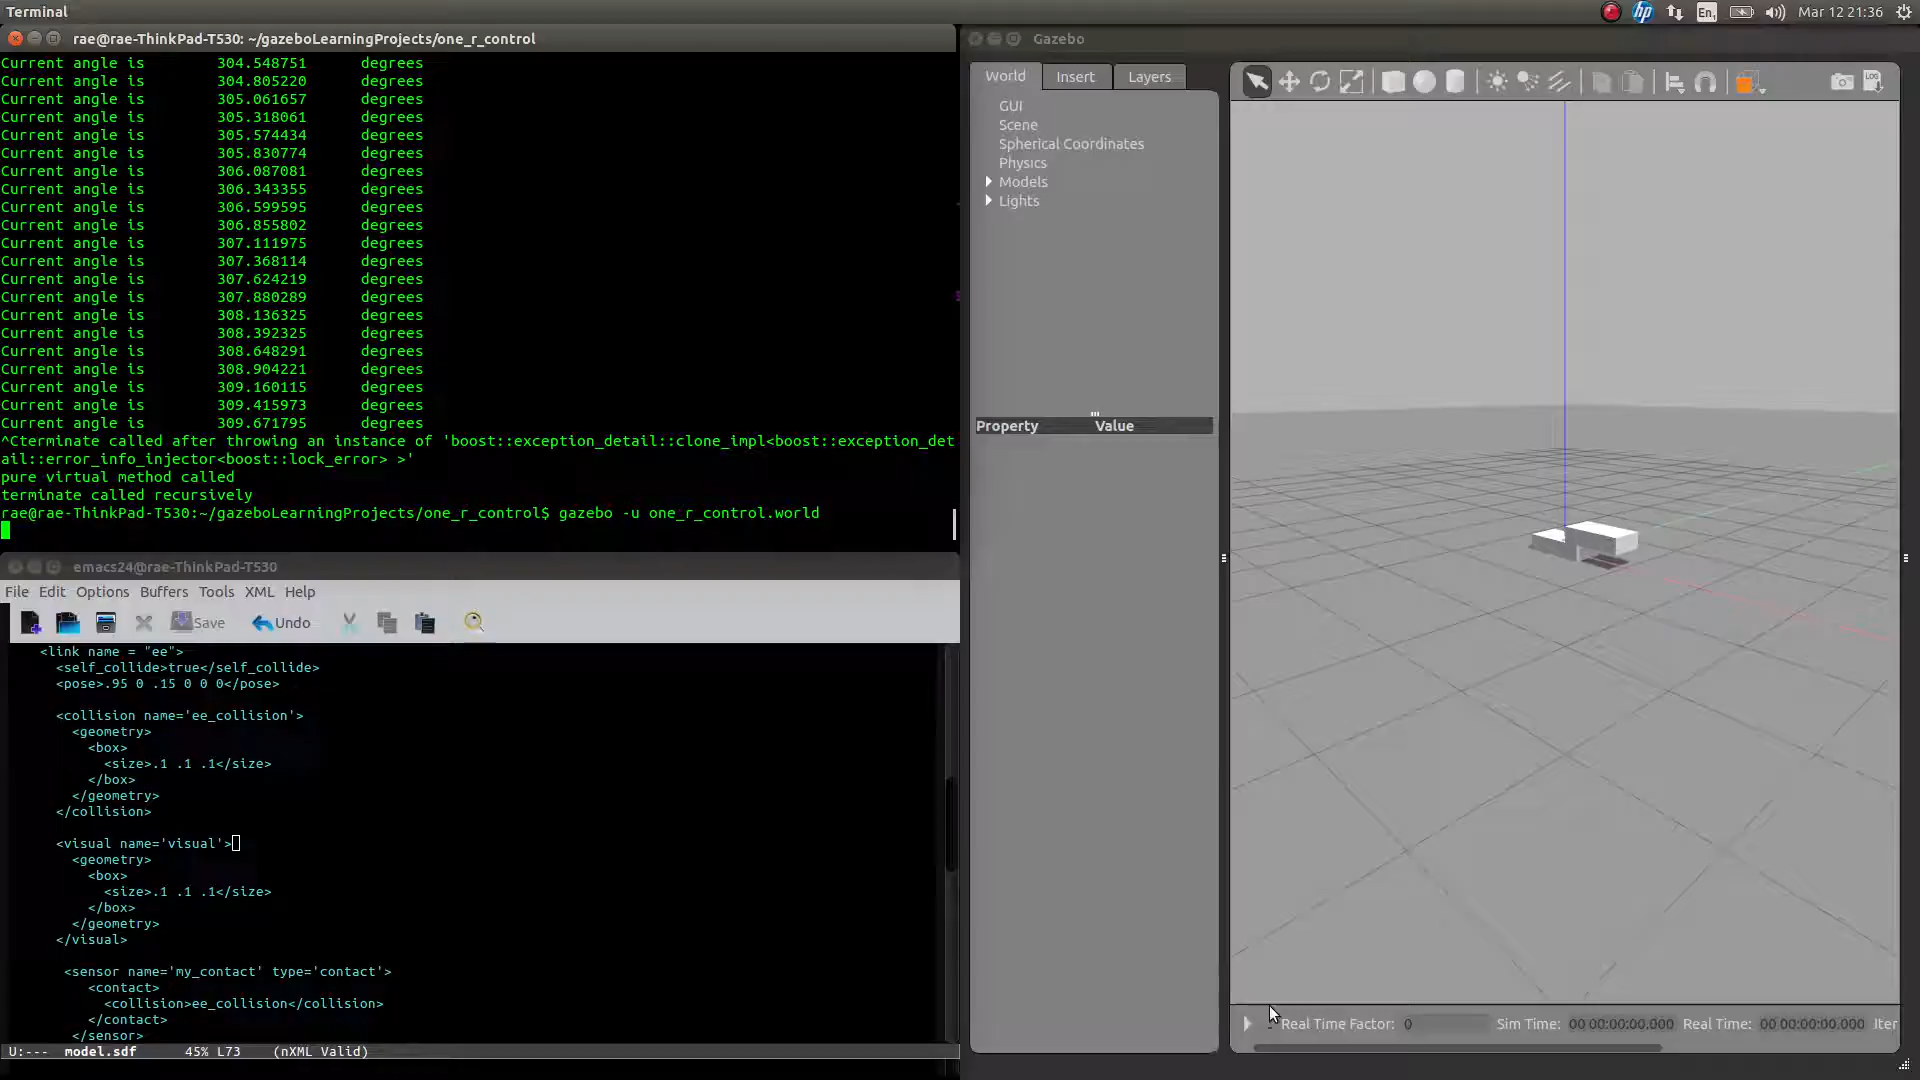 Terminal
En1
Mar 12 21:36
rae@rae-ThinkPad-T530: ~/gazeboLearningProjects/one_r_control
Current angle is 304.548751 degrees
Current angle is 304.805220 degrees
Current angle is 305.061657 degrees
Current angle is 305.318061 degrees
Current angle is 305.574434 degrees
Current angle is 305.830774 degrees
Current angle is 306.087081 degrees
Current angle is 306.343355 degrees
Current angle is 306.599595 degrees
Current angle is 306.855802 degrees
Current angle is 307.111975 degrees
Current angle is 307.368114 degrees
Current angle is 307.624219 degrees
Current angle is 307.880289 degrees
Current angle is 308.136325 degrees
Current angle is 308.392325 degrees
Current angle is 308.648291 degrees
Current angle is 308.904221 degrees
Current angle is 309.160115 degrees
Current angle is 309.415973 degrees
Current angle is 309.671795 degrees
^Cterminate called after throwing an instance of 'boost::exception_detail::clone_impl<boost::exception_det
ail::error_info_injector<boost::lock_error> >'
pure virtual method called
terminate called recursively
rae@rae-ThinkPad-T530:~/gazeboLearningProjects/one_r_control$ gazebo -u one_r_control.world
emacs24@rae-ThinkPad-T530
File Edit Options Buffers Tools XML Help
Save Undo
<link name = "ee">
<self_collide>true</self_collide>
<pose>.95 0 .15 0 0 0</pose>
<collision name='ee_collision'>
<geometry>
<box>
<size>.1 .1 .1</size>
</box>
</geometry>
</collision>
<visual name='visual'>
<geometry>
<box>
<size>.1 .1 .1</size>
</box>
</geometry>
</visual>
<sensor name='my_contact' type='contact'>
<contact>
<collision>ee_collision</collision>
</contact>
</sensor>
U:--- model.sdf 45% L73 (nXML Valid)
Gazebo
World Insert Layers
GUI
Scene
Spherical Coordinates
Physics
Models
Lights
Property Value
LOG
Real Time Factor: 0 Sim Time: 00 00:00:00.000 Real Time: 00 00:00:00.000 Iter